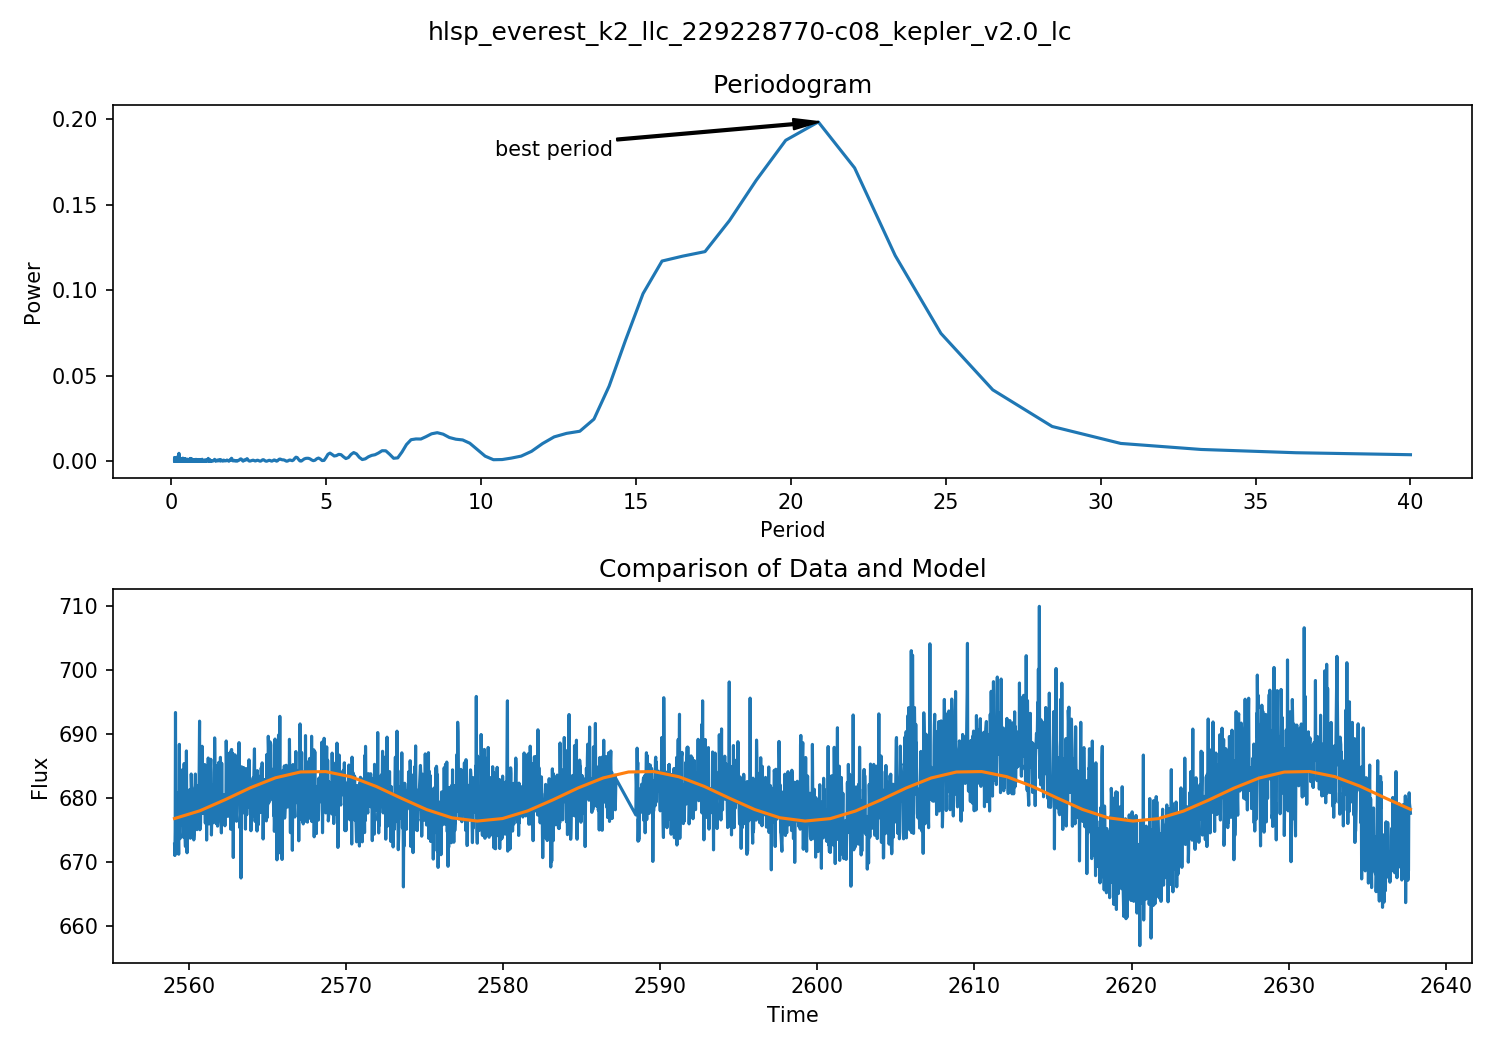 hlsp_everest_k2_llc_229228770-c08_kepler_v2.0_lc
Periodogram
0.20
0.15
0.10
0.05
0.00
Power
best period
0 5 10 15 20 25 30 35 40
Period
Comparison of Data and Model
710
700
690
680
670
660
Flux
2560 2570 2580 2590 2600 2610 2620 2630 2640
Time